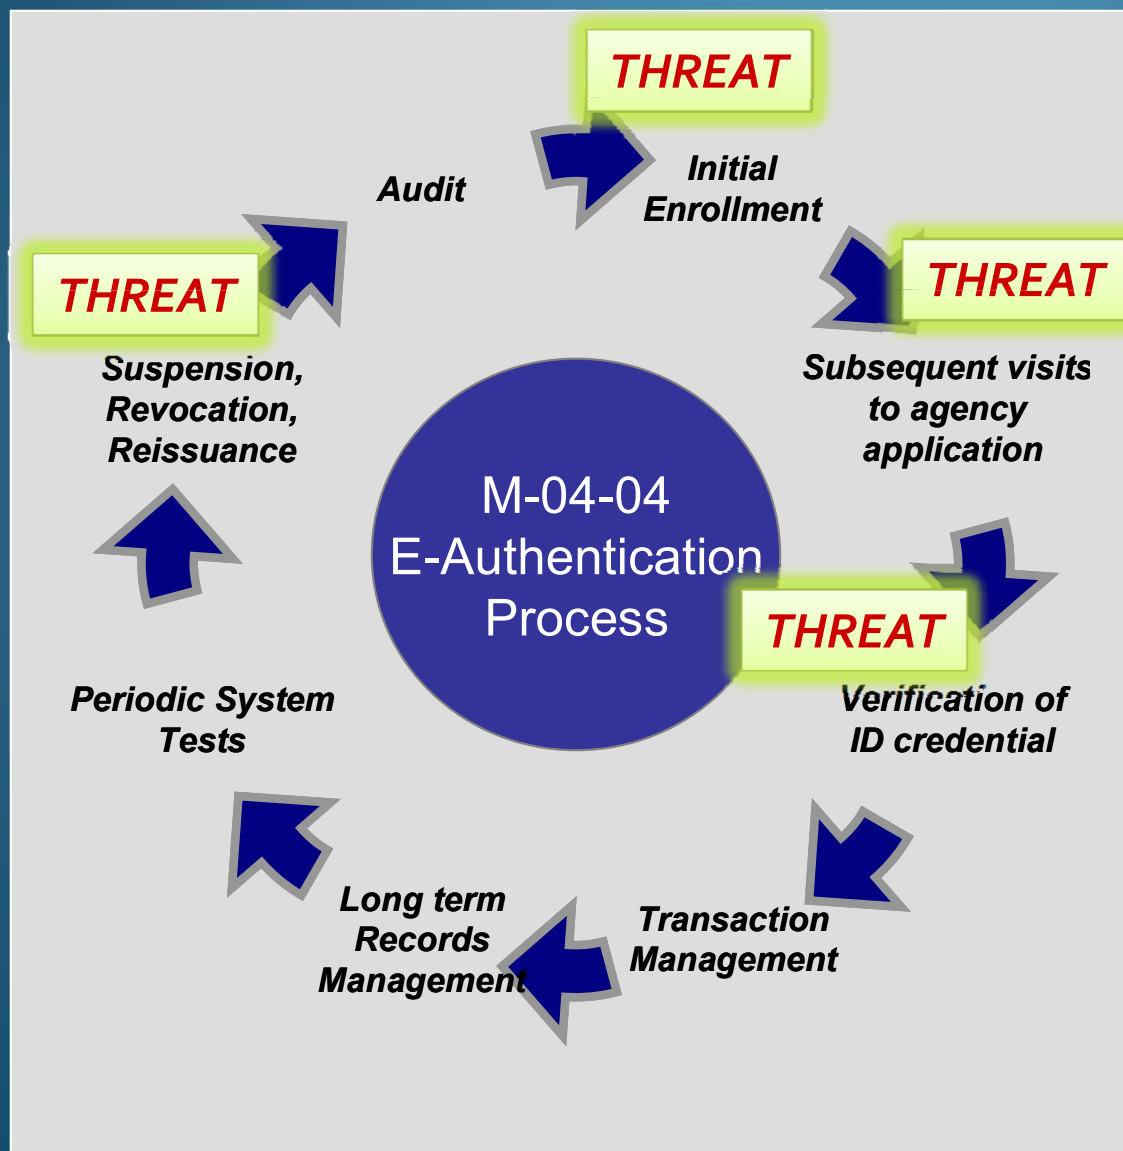 THREAT
Initial
Enrollment
THREAT
Subsequent visits
to agency
application
THREAT
Verification of
ID credential
Transaction
Management
Long term
Records
Management
Periodic System
Tests
THREAT
Suspension,
Revocation,
Reissuance
Audit
M-04-04
E-Authentication
Process